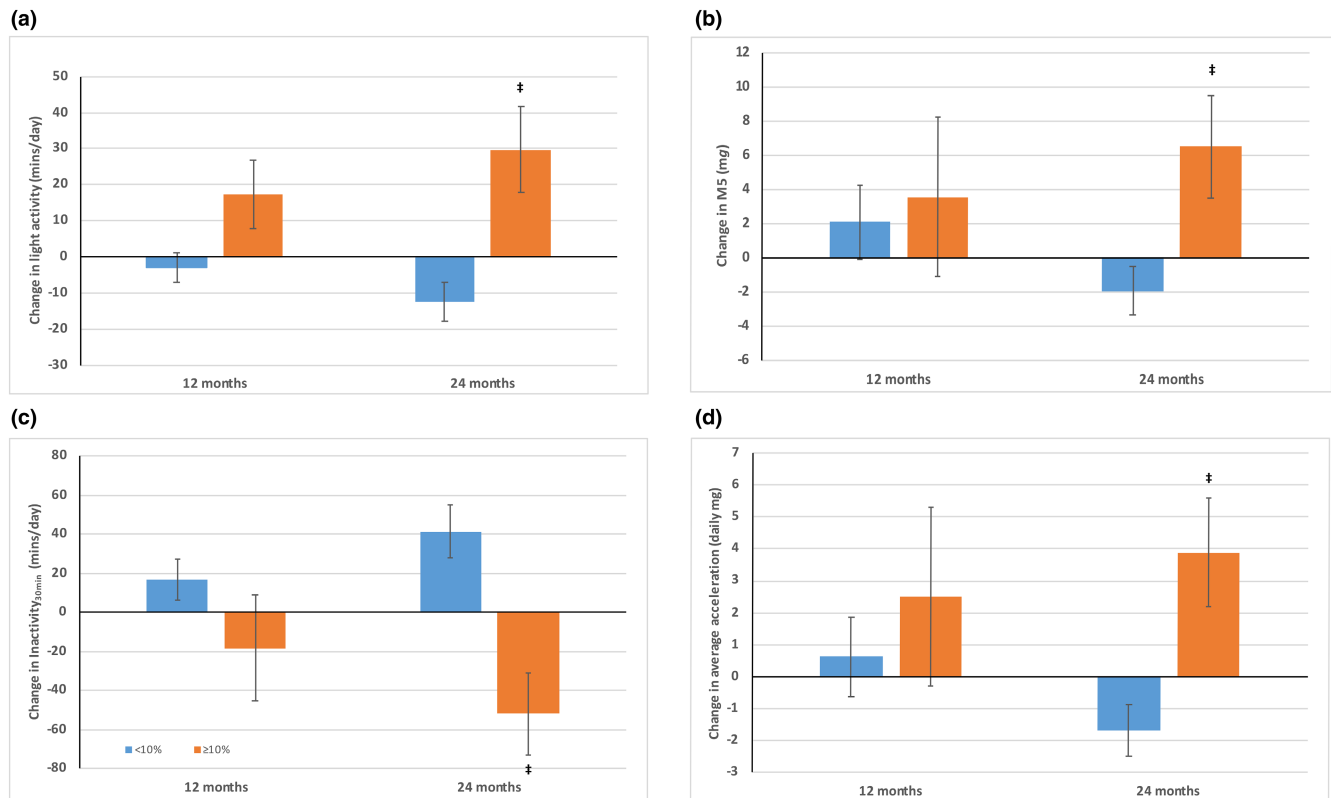 (a)
Change in light activity (mins/day)
50
40
30
20
10
0
-10
-20
-30
‡
12 months
24 months
(b)
Change in M5 (mg)
12
10
8
6
4
2
0
-2
-4
-6
‡
12 months
24 months
(c)
Change in Inactivity30min (mins/day)
80
60
40
20
0
-20
-40
-60
-80
<10%
≥10%
‡
12 months
24 months
(d)
Change in average acceleration (daily mg)
7
6
5
4
3
2
1
0
-1
-2
-3
‡
12 months
24 months